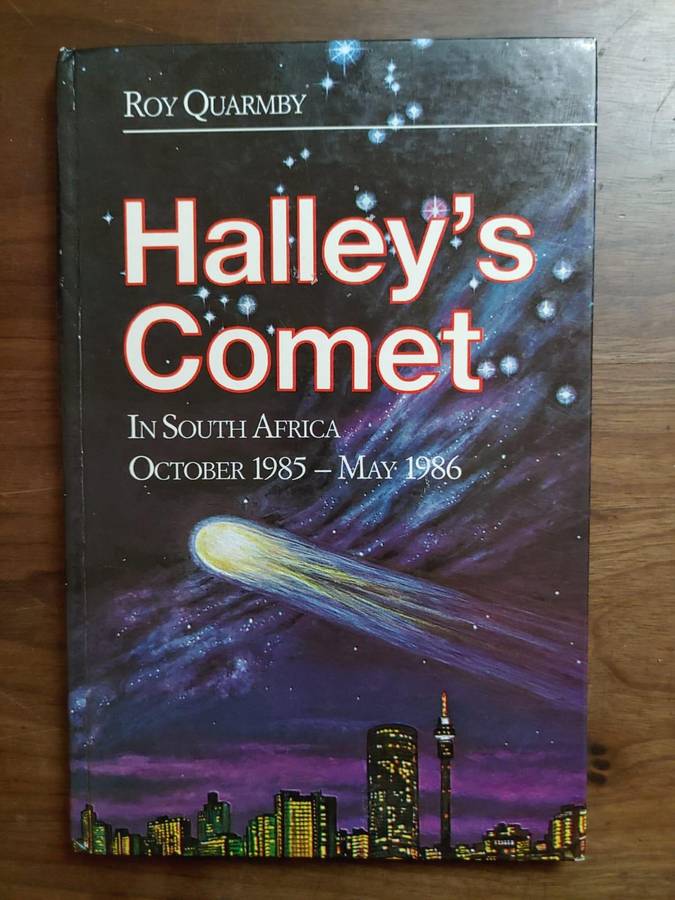 Roy Quarmby
Halley's
Comet
In South Africa
October 1985 – May 1986